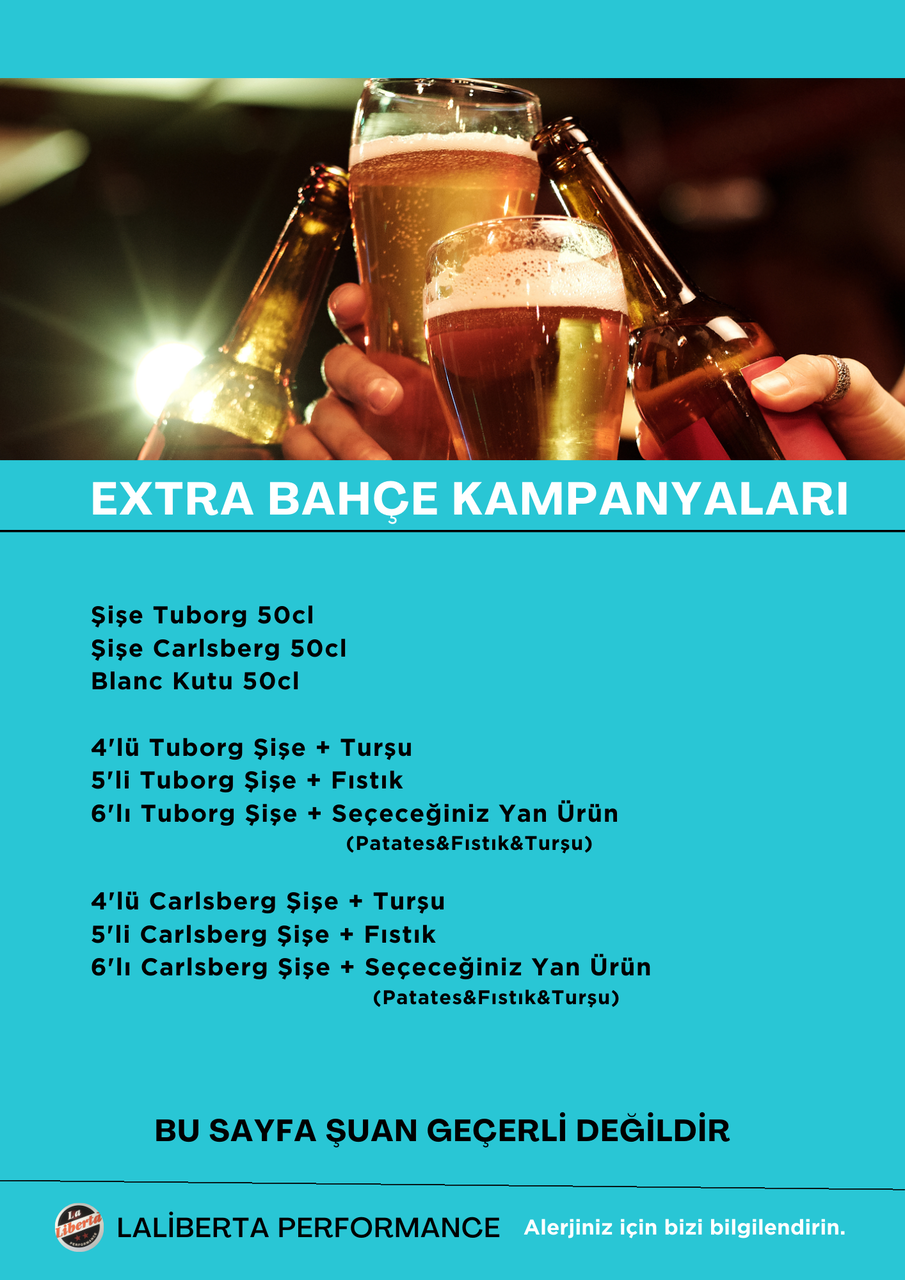 EXTRA BAHÇE KAMPANYALARI
Şişe Tuborg 50cl
Şişe Carlsberg 50cl
Blanc Kutu 50cl
4'lü Tuborg Şişe + Turşu
5'li Tuborg Şişe + Fıstık
6'lı Tuborg Şişe + Seçeceğiniz Yan Ürün
(Patates&Fıstık&Turşu)
4'lü Carlsberg Şişe + Turşu
5'li Carlsberg Şişe + Fıstık
6'lı Carlsberg Şişe + Seçeceğiniz Yan Ürün
(Patates&Fıstık&Turşu)
BU SAYFA ŞUAN GEÇERLİ DEĞİLDİR
La
Liberta
PERFORMANCE
LALİBERTA PERFORMANCE
Alerjiniz için bizi bilgilendirin.